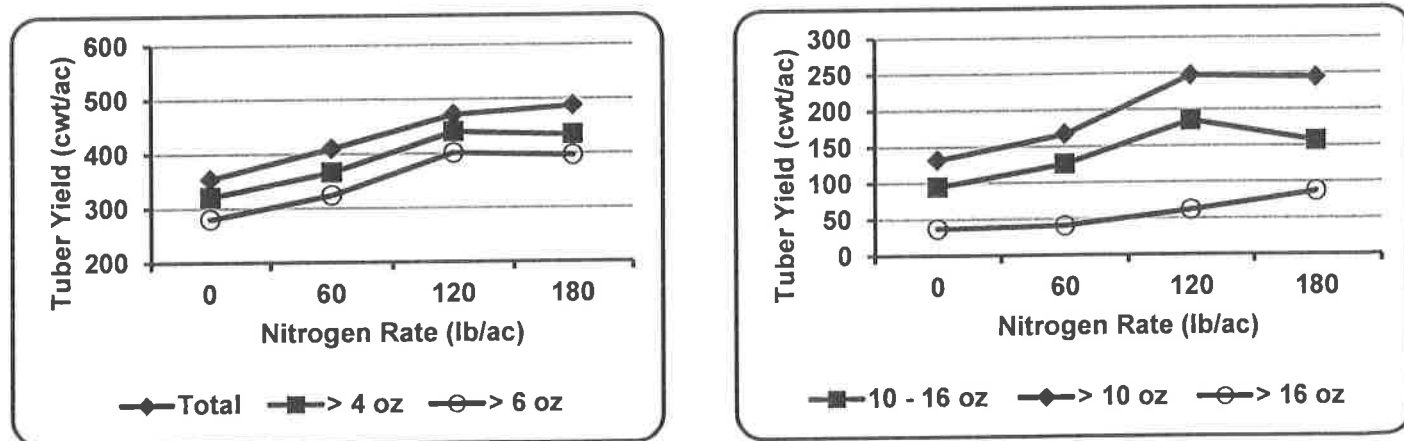 Tuber Yield (cwt/ac)
600
500
400
300
200
0 60 120 180
Nitrogen Rate (lb/ac)
Total > 4 oz > 6 oz
Tuber Yield (cwt/ac)
300
250
200
150
100
50
0
0 60 120 180
Nitrogen Rate (lb/ac)
10 - 16 oz > 10 oz > 16 oz